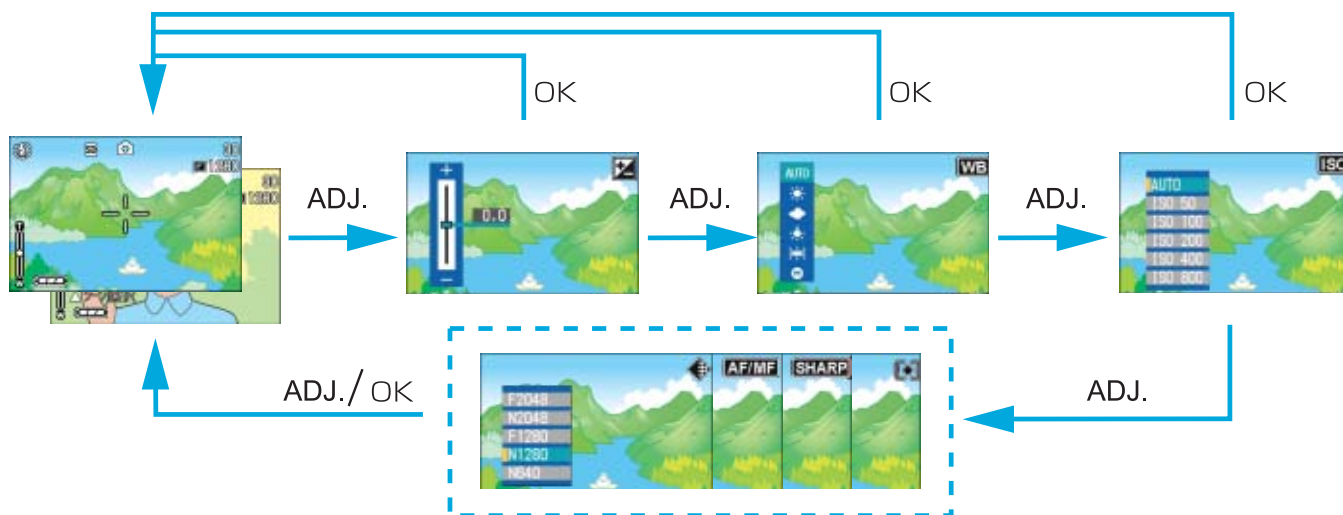 OK
OK
OK
ADJ.
0.0
ADJ.
AUTO
WB
ADJ.
ISO
AUTO
ISO 50
ISO 100
ISO 200
ISO 400
ISO 800
ADJ./OK
F2048
N2048
F1280
N1280
N640
AF/MF
SHARP
ADJ.